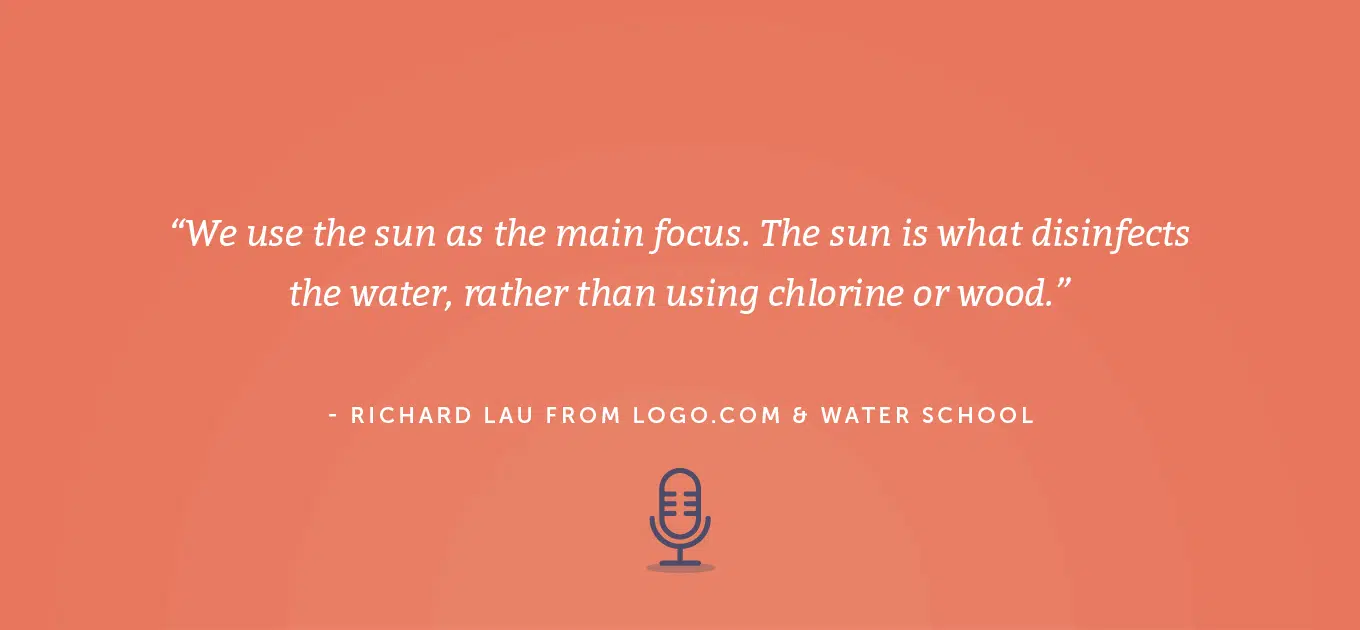 “We use the sun as the main focus. The sun is what disinfects
the water, rather than using chlorine or wood.”
- RICHARD LAU FROM LOGO.COM & WATER SCHOOL